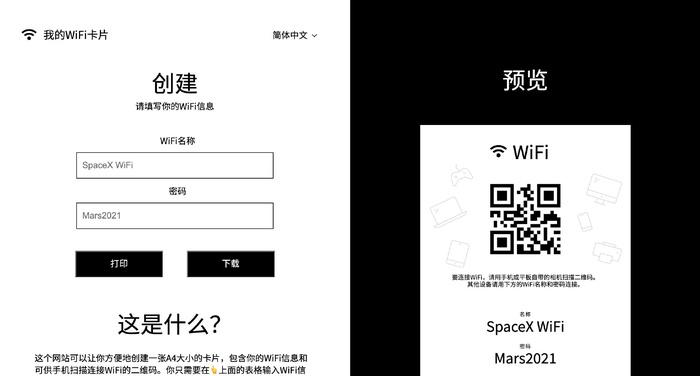 我的WiFi卡片
简体中文
创建
请填写你的WiFi信息
WiFi名称
SpaceX WiFi
密码
Mars2021
打印
下载
这是什么？
这个网站可以让你方便地创建一张A4大小的卡片，包含你的WiFi信息和
可供手机扫描连接WiFi的二维码。你只需要在👆上面的表格输入WiFi信
预览
WiFi
要连接WiFi，请用手机或平板自带的相机扫描二维码。
其他设备请用下方的WiFi名称和密码连接。
名称
SpaceX WiFi
密码
Mars2021